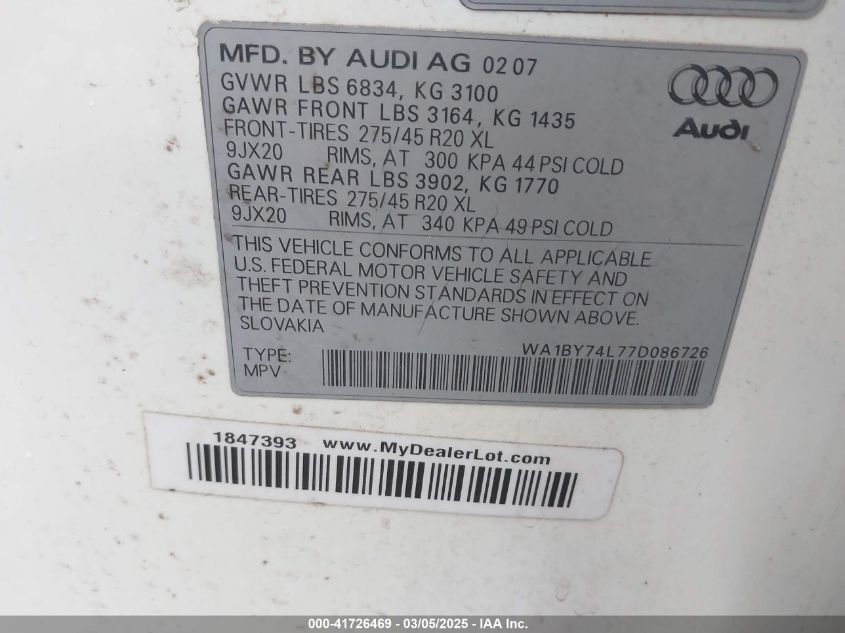 MFD. BY AUDI AG 02 07
GVWR LBS 6834, KG 3100
GAWR FRONT LBS 3164, KG 1435
FRONT-TIRES 275/45 R20 XL
9JX20 RIMS, AT 300 KPA 44 PSI COLD
GAWR REAR LBS 3902, KG 1770
REAR-TIRES 275/45 R20 XL
9JX20 RIMS, AT 340 KPA 49 PSI COLD
Audi
THIS VEHICLE CONFORMS TO ALL APPLICABLE
U.S. FEDERAL MOTOR VEHICLE SAFETY AND
THEFT PREVENTION STANDARDS IN EFFECT ON
THE DATE OF MANUFACTURE SHOWN ABOVE.
SLOVAKIA
TYPE: WA1BY74L77D086726
MPV
1847393 www.MyDealerLot.com
000-41726469 - 03/05/2025 - IAA Inc.